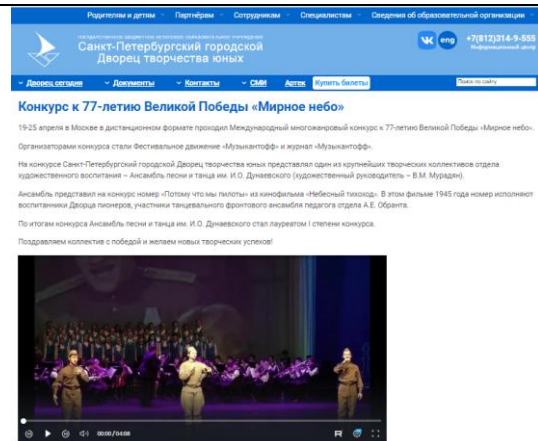 Родителям и детям Партнёрам Сотрудникам Специалистам Сведения об образовательной организации
ГОСУДАРСТВЕННОЕ БЮДЖЕТНОЕ НЕТИПОВОЕ ОБРАЗОВАТЕЛЬНОЕ УЧРЕЖДЕНИЕ
Санкт-Петербургский городской
Дворец творчества юных
eng
+7(812)314-9-555
Информационный центр
Дворец сегодня Документы Контакты СМИ Артек Купить билеты Поиск по сайту
Конкурс к 77-летию Великой Победы «Мирное небо»
19-25 апреля в Москве в дистанционном формате проходил Международный многожанровый конкурс к 77-летию Великой Победы «Мирное небо».
Организаторами конкурса стали Фестивальное движение «Музыкантофф» и журнал «Музыкантофф».
На конкурсе Санкт-Петербургский городской Дворец творчества юных представлял один из крупнейших творческих коллективов отдела
художественного воспитания – Ансамбль песни и танца им. И.О. Дунаевского (художественный руководитель – В.М. Мурадян).
Ансамбль представил на конкурс номер «Потому что мы пилоты» из кинофильма «Небесный тихоход». В этом фильме 1945 года номер исполняют
воспитанники Дворца пионеров, участники танцевального фронтового ансамбля педагога отдела А.Е. Обранта.
По итогам конкурса Ансамбль песни и танца им. И.О. Дунаевского стал лауреатом I степени конкурса.
Поздравляем коллектив с победой и желаем новых творческих успехов!
00:00 / 04:08